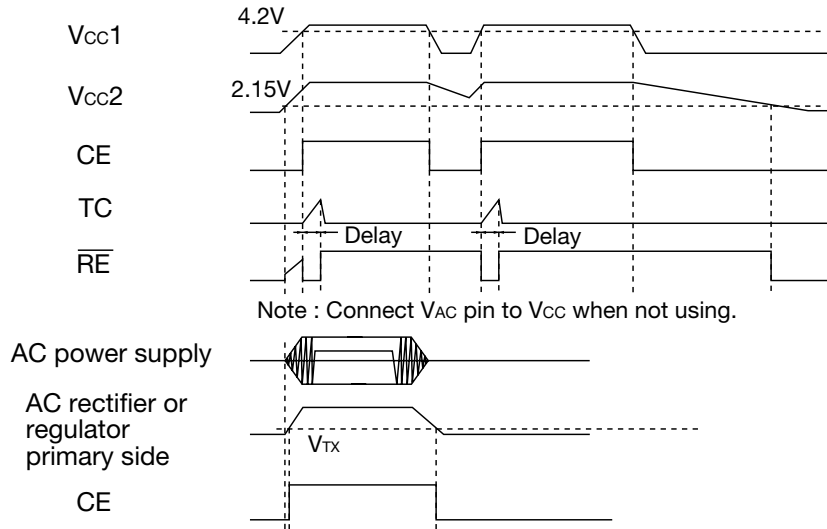 4.2V
Vcc1
2.15V
Vcc2
CE
TC
Delay Delay
RE
Note : Connect VAC pin to Vcc when not using.
AC power supply
AC rectifier or
regulator
primary side
VTX
CE